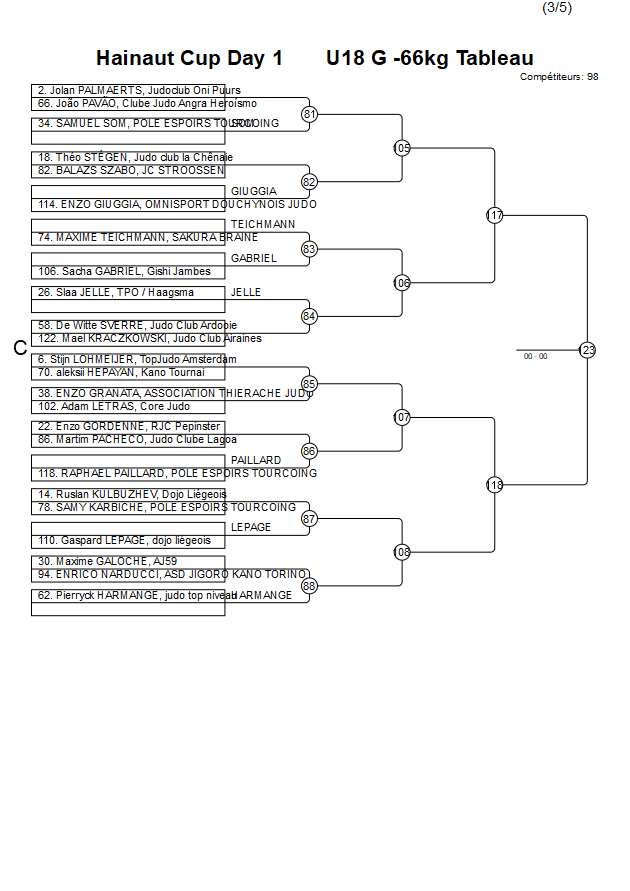 (3/5)
Hainaut Cup Day 1 U18 G -66kg Tableau
Compétiteurs: 98
2. Jolan PALMAERTS, Judoclub Oni Puurs
66. João PAVÃO, Clube Judo Angra Heroísmo
81
34. SAMUEL SOM, POLE ESPOIRS TOURCOING
SOM
105
18. Théo STÉGEN, Judo club la Chênaie
82. BALAZS SZABO, JC STROOSSEN
82
GIUGGIA
114. ENZO GIUGGIA, OMNISPORT DOUCHYNOIS JUDO
117
TEICHMANN
74. MAXIME TEICHMANN, SAKURA BRAINE
83
GABRIEL
106. Sacha GABRIEL, Gishi Jambes
106
26. Slaa JELLE, TPO / Haagsma
JELLE
84
58. De Witte SVERRE, Judo Club Ardooie
122. Mael KRACZKOWSKI, Judo Club Airaines
C
123
00 - 00
6. Stijn LOHMEIJER, TopJudo Amsterdam
70. aleksii HEPAYAN, Kano Tournai
85
38. ENZO GRANATA, ASSOCIATION THIERACHE JUDO
102. Adam LETRAS, Core Judo
107
22. Enzo GORDENNE, RJC Pepinster
86. Martim PACHECO, Judo Clube Lagoa
86
PAILLARD
118. RAPHAEL PAILLARD, POLE ESPOIRS TOURCOING
118
14. Ruslan KULBUZHEV, Dojo Liégeois
78. SAMY KARBICHE, POLE ESPOIRS TOURCOING
87
LEPAGE
110. Gaspard LEPAGE, dojo liégeois
108
30. Maxime GALOCHE, AJ59
94. ENRICO NARDUCCI, ASD JIGORO KANO TORINO
88
62. Pierryck HARMANGE, judo top niveau
HARMANGE